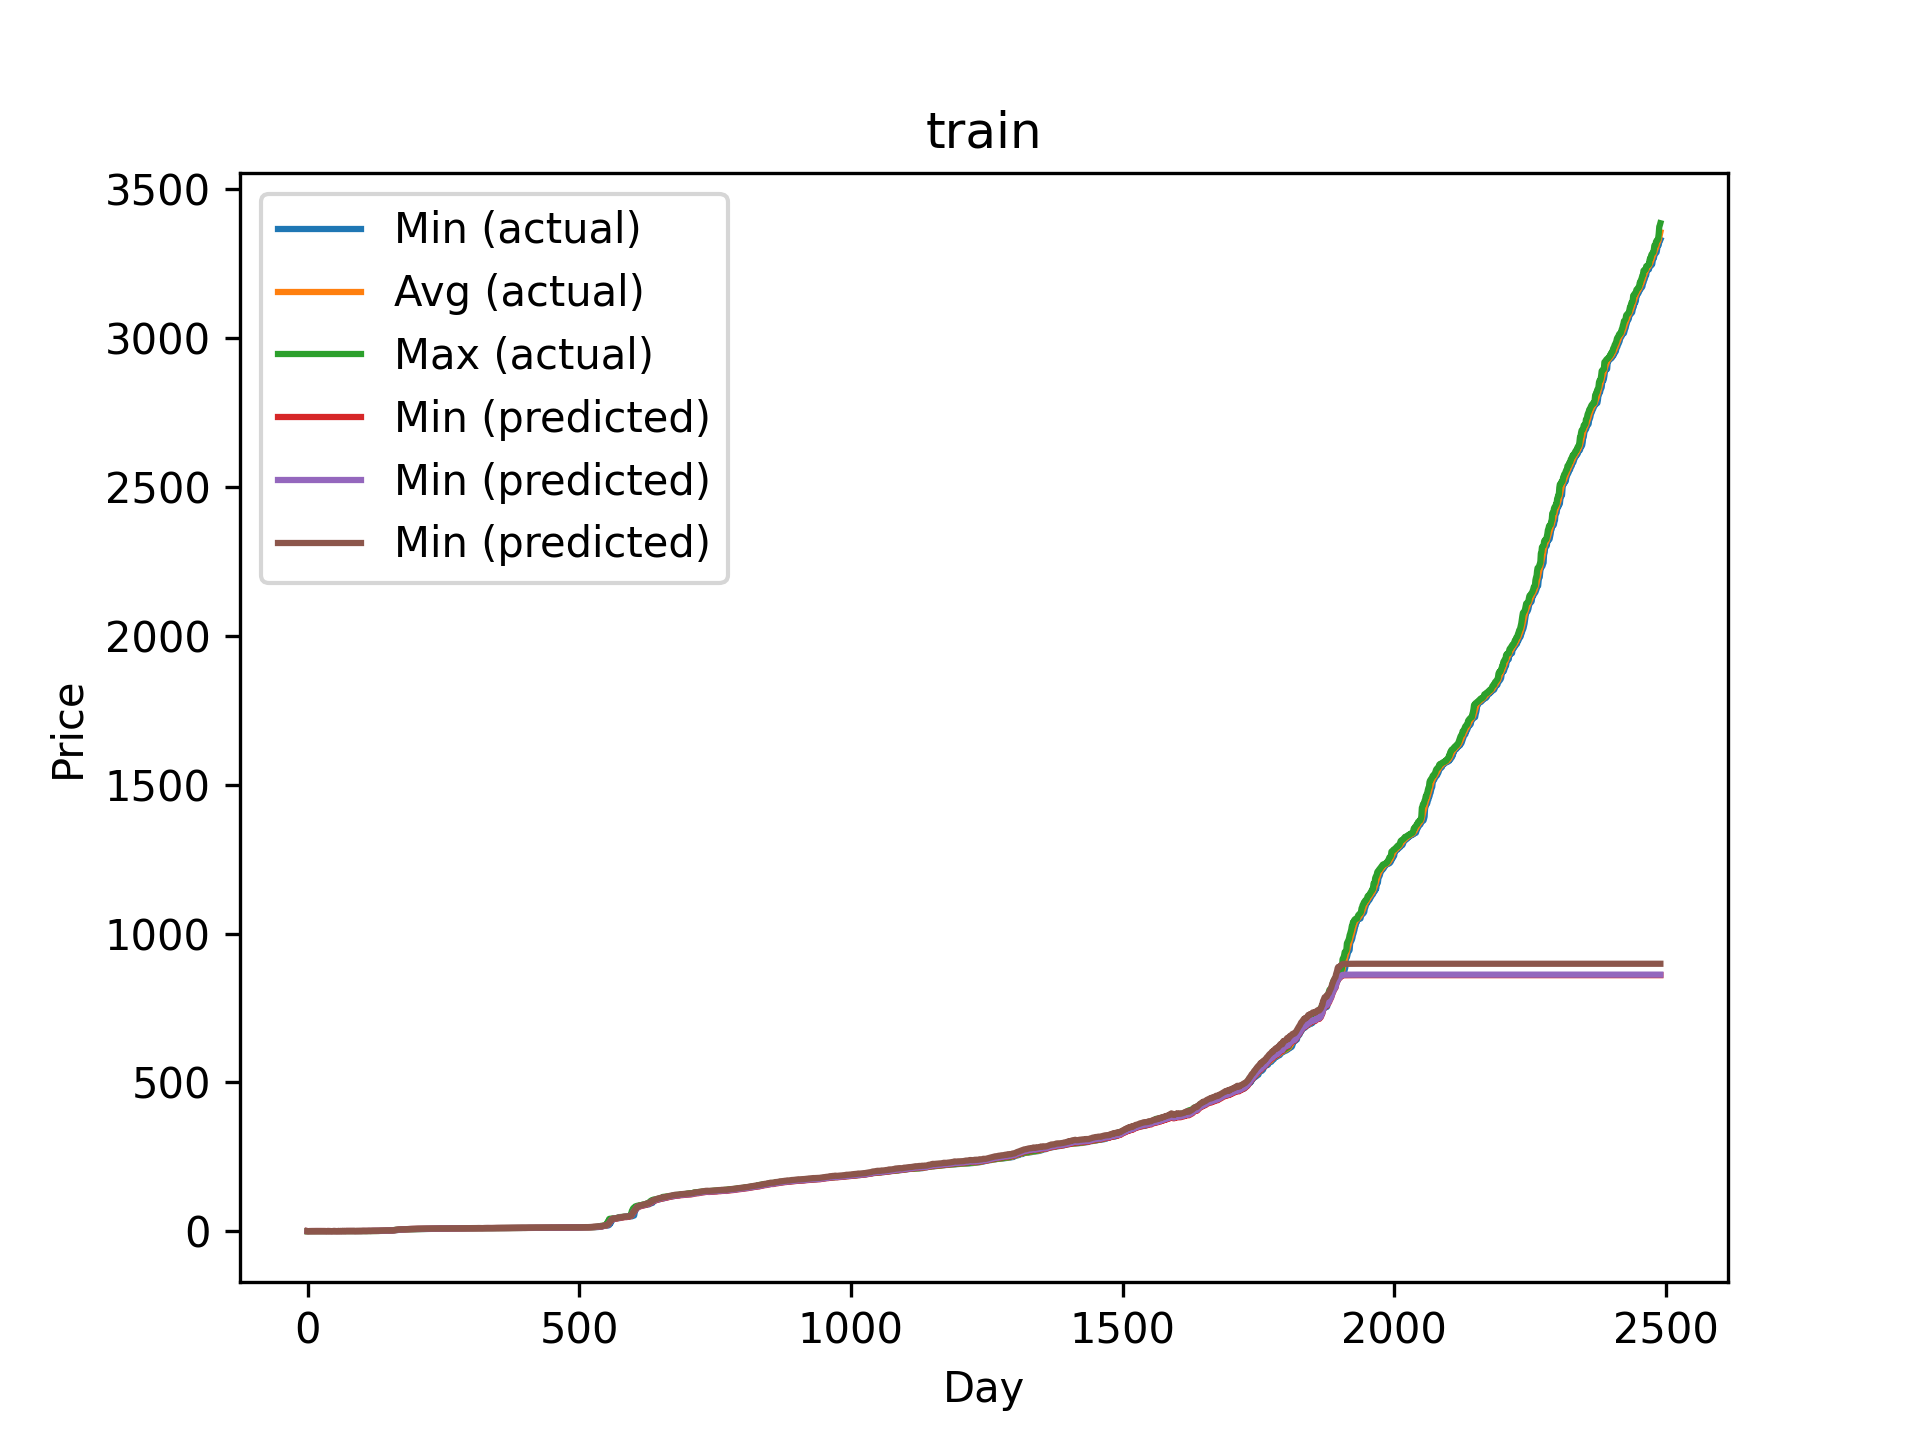 train
3500
3000
2500
2000
1500
1000
500
0
Price
Min (actual)
Avg (actual)
Max (actual)
Min (predicted)
Min (predicted)
Min (predicted)
0 500 1000 1500 2000 2500
Day